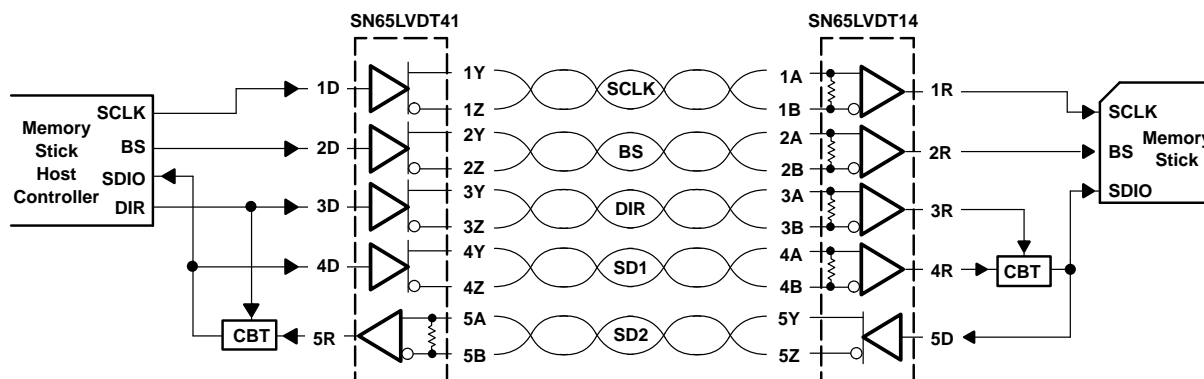 SN65LVDT41
SN65LVDT14
Memory
Stick
Host
Controller
SCLK
BS
SDIO
DIR
1D
2D
3D
4D
5R
CBT
1Y
1Z
2Y
2Z
3Y
3Z
4Y
4Z
5A
5B
SCLK
BS
DIR
SD1
SD2
1A
1B
2A
2B
3A
3B
4A
4B
5Y
5Z
1R
2R
3R
4R
5D
CBT
SCLK
BS
SDIO
Memory
Stick